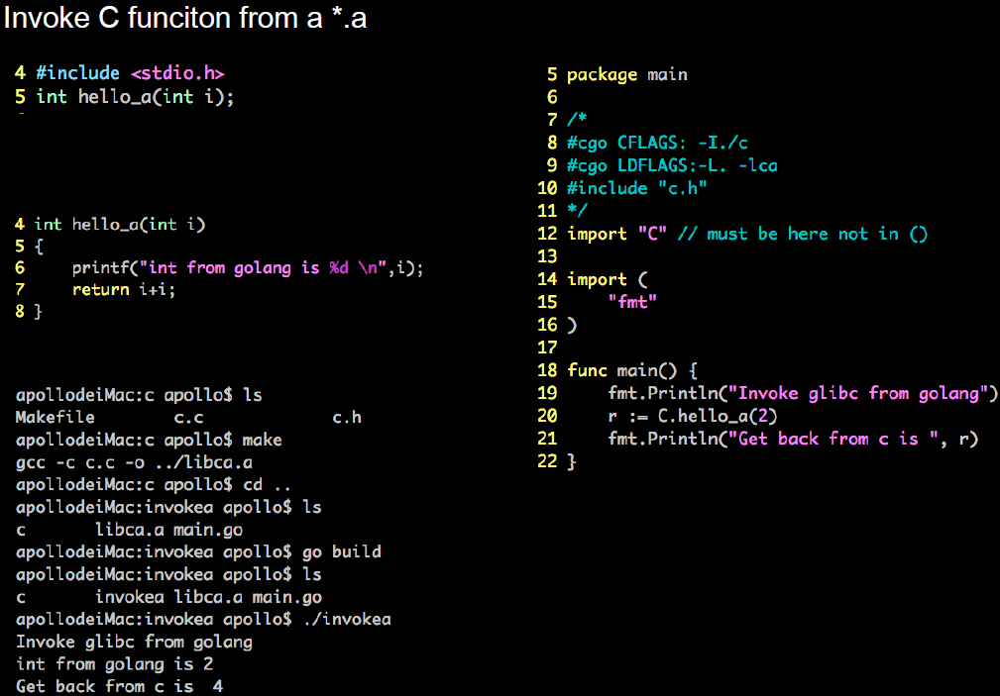 Invoke C funciton from a *.a
4 #include <stdio.h>
5 int hello_a(int i);
4 int hello_a(int i)
5 {
6     printf("int from golang is %d \n",i);
7     return i+i;
8 }
apollodeiMac:c apollo$ ls
Makefile        c.c             c.h
apollodeiMac:c apollo$ make
gcc -c c.c -o ../libca.a
apollodeiMac:c apollo$ cd ..
apollodeiMac:invokea apollo$ ls
c       libca.a main.go
apollodeiMac:invokea apollo$ go build
apollodeiMac:invokea apollo$ ls
c       invokea libca.a main.go
apollodeiMac:invokea apollo$ ./invokea
Invoke glibc from golang
int from golang is 2
Get back from c is  4
5 package main
6
7 /*
8 #cgo CFLAGS: -I./c
9 #cgo LDFLAGS:-L. -lca
10 #include "c.h"
11 */
12 import "C" // must be here not in ()
13
14 import (
15     "fmt"
16 )
17
18 func main() {
19     fmt.Println("Invoke glibc from golang")
20     r := C.hello_a(2)
21     fmt.Println("Get back from c is ", r)
22 }